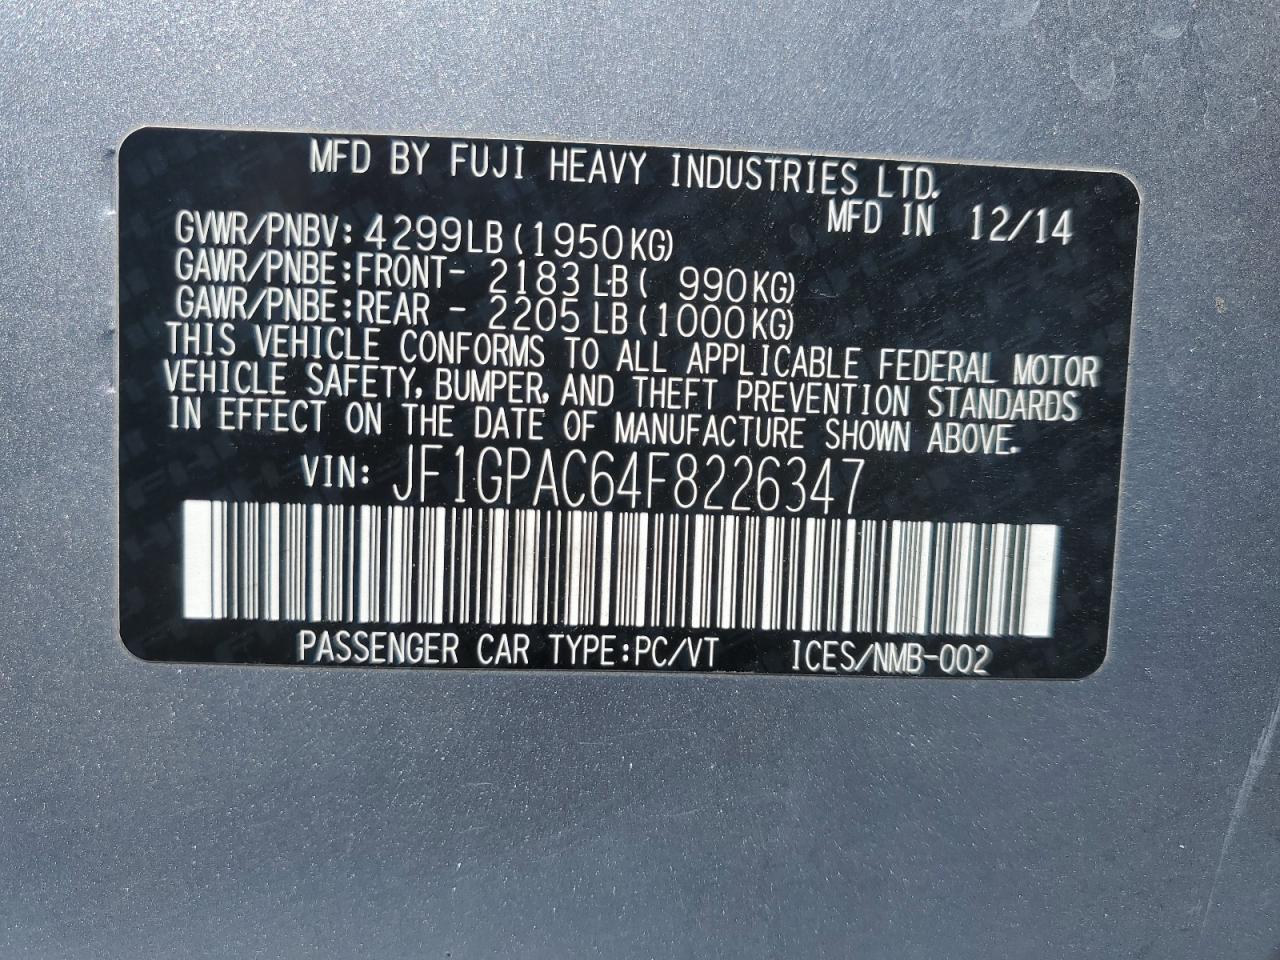 MFD BY FUJI HEAVY INDUSTRIES LTD.
MFD IN 12/14
GVWR/PNBV: 4299LB (1950KG)
GAWR/PNBE:FRONT- 2183 LB ( 990KG)
GAWR/PNBE:REAR - 2205 LB (1000KG)
THIS VEHICLE CONFORMS TO ALL APPLICABLE FEDERAL MOTOR
VEHICLE SAFETY, BUMPER, AND THEFT PREVENTION STANDARDS
IN EFFECT ON THE DATE OF MANUFACTURE SHOWN ABOVE.
VIN: JF1GPAC64F8226347
PASSENGER CAR TYPE:PC/VT ICES/NMB-002